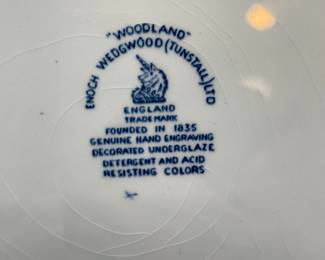 "WOODLAND"
ENOCH WEDGWOOD (TUNSTALL) LTD
ENGLAND
TRADE MARK
FOUNDED IN 1835
GENUINE HAND ENGRAVING
DECORATED UNDERGLAZE
DETERGENT AND ACID
RESISTING COLORS